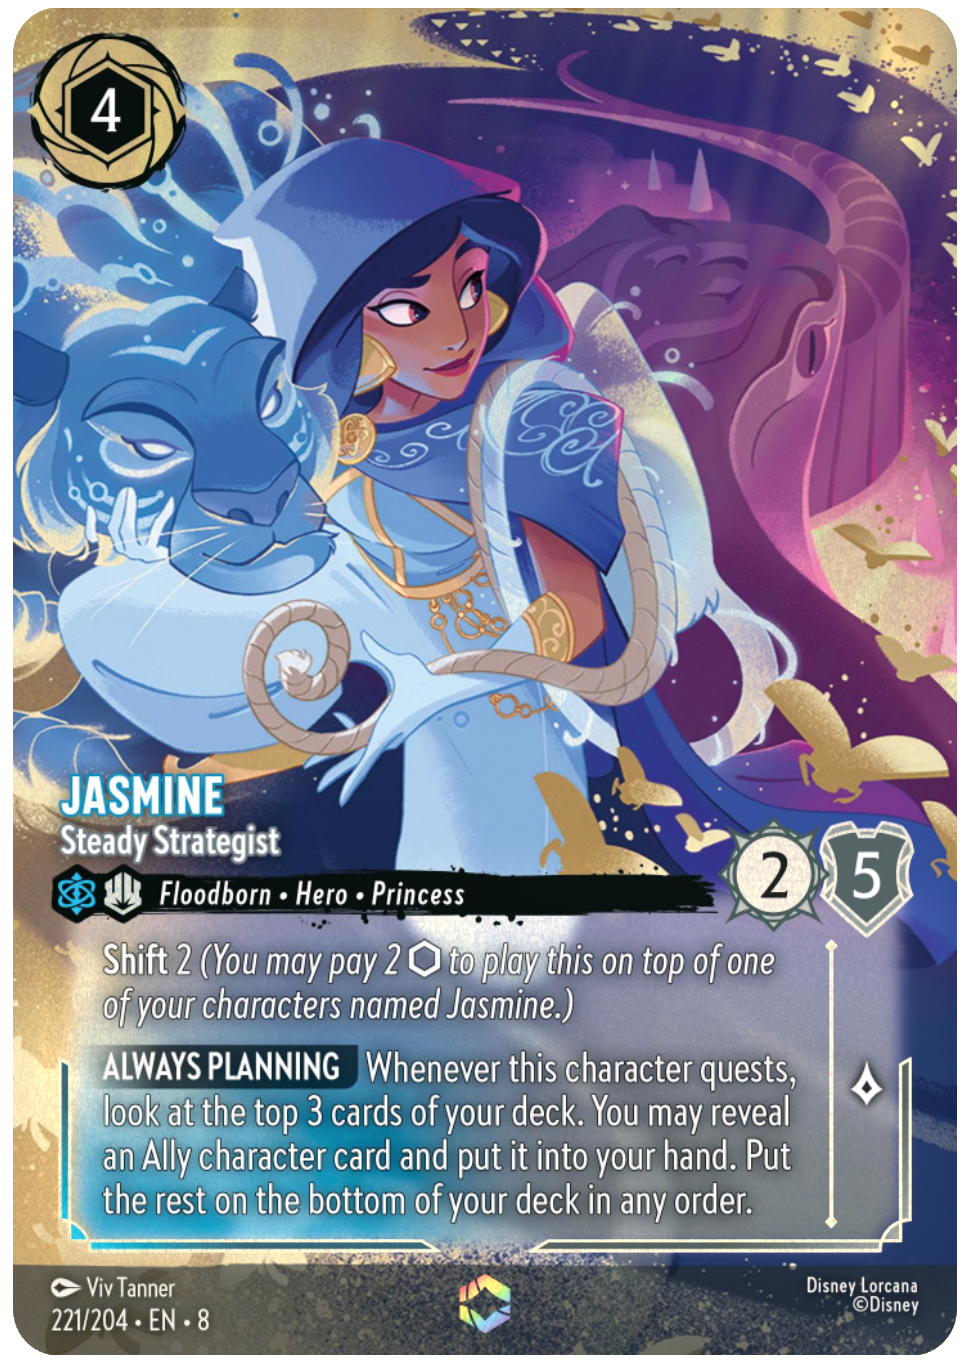 4
JASMINE
Steady Strategist
Floodborn • Hero • Princess
2
5
Shift 2 (You may pay 2 to play this on top of one
of your characters named Jasmine.)
ALWAYS PLANNING Whenever this character quests,
look at the top 3 cards of your deck. You may reveal
an Ally character card and put it into your hand. Put
the rest on the bottom of your deck in any order.
Viv Tanner
221/204 • EN • 8
Disney Lorcana
©Disney